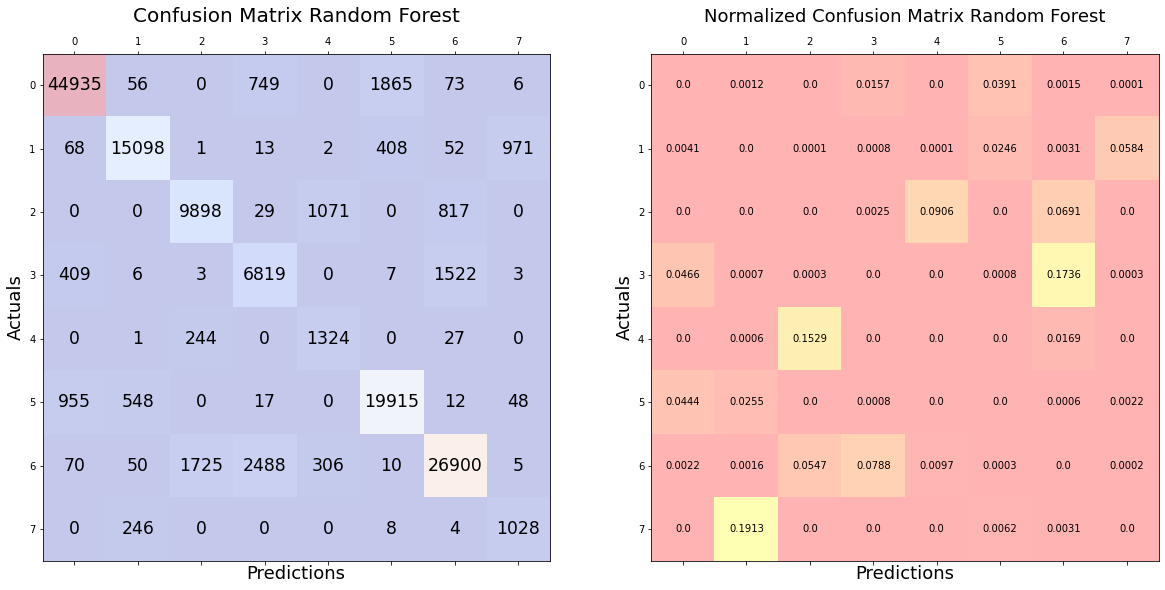 Confusion Matrix Random Forest
0 1 2 3 4 5 6 7
0 44935 56 0 749 0 1865 73 6
1 68 15098 1 13 2 408 52 971
2 0 0 9898 29 1071 0 817 0
3 409 6 3 6819 0 7 1522 3
4 0 1 244 0 1324 0 27 0
5 955 548 0 17 0 19915 12 48
6 70 50 1725 2488 306 10 26900 5
7 0 246 0 0 0 8 4 1028
Actuals
Predictions
Normalized Confusion Matrix Random Forest
0 1 2 3 4 5 6 7
0 0.0 0.0012 0.0 0.0157 0.0 0.0391 0.0015 0.0001
1 0.0041 0.0 0.0001 0.0008 0.0001 0.0246 0.0031 0.0584
2 0.0 0.0 0.0 0.0025 0.0906 0.0 0.0691 0.0
3 0.0466 0.0007 0.0003 0.0 0.0 0.0008 0.1736 0.0003
4 0.0 0.0006 0.1529 0.0 0.0 0.0 0.0169 0.0
5 0.0444 0.0255 0.0 0.0008 0.0 0.0 0.0006 0.0022
6 0.0022 0.0016 0.0547 0.0788 0.0097 0.0003 0.0 0.0002
7 0.0 0.1913 0.0 0.0 0.0 0.0062 0.0031 0.0
Actuals
Predictions